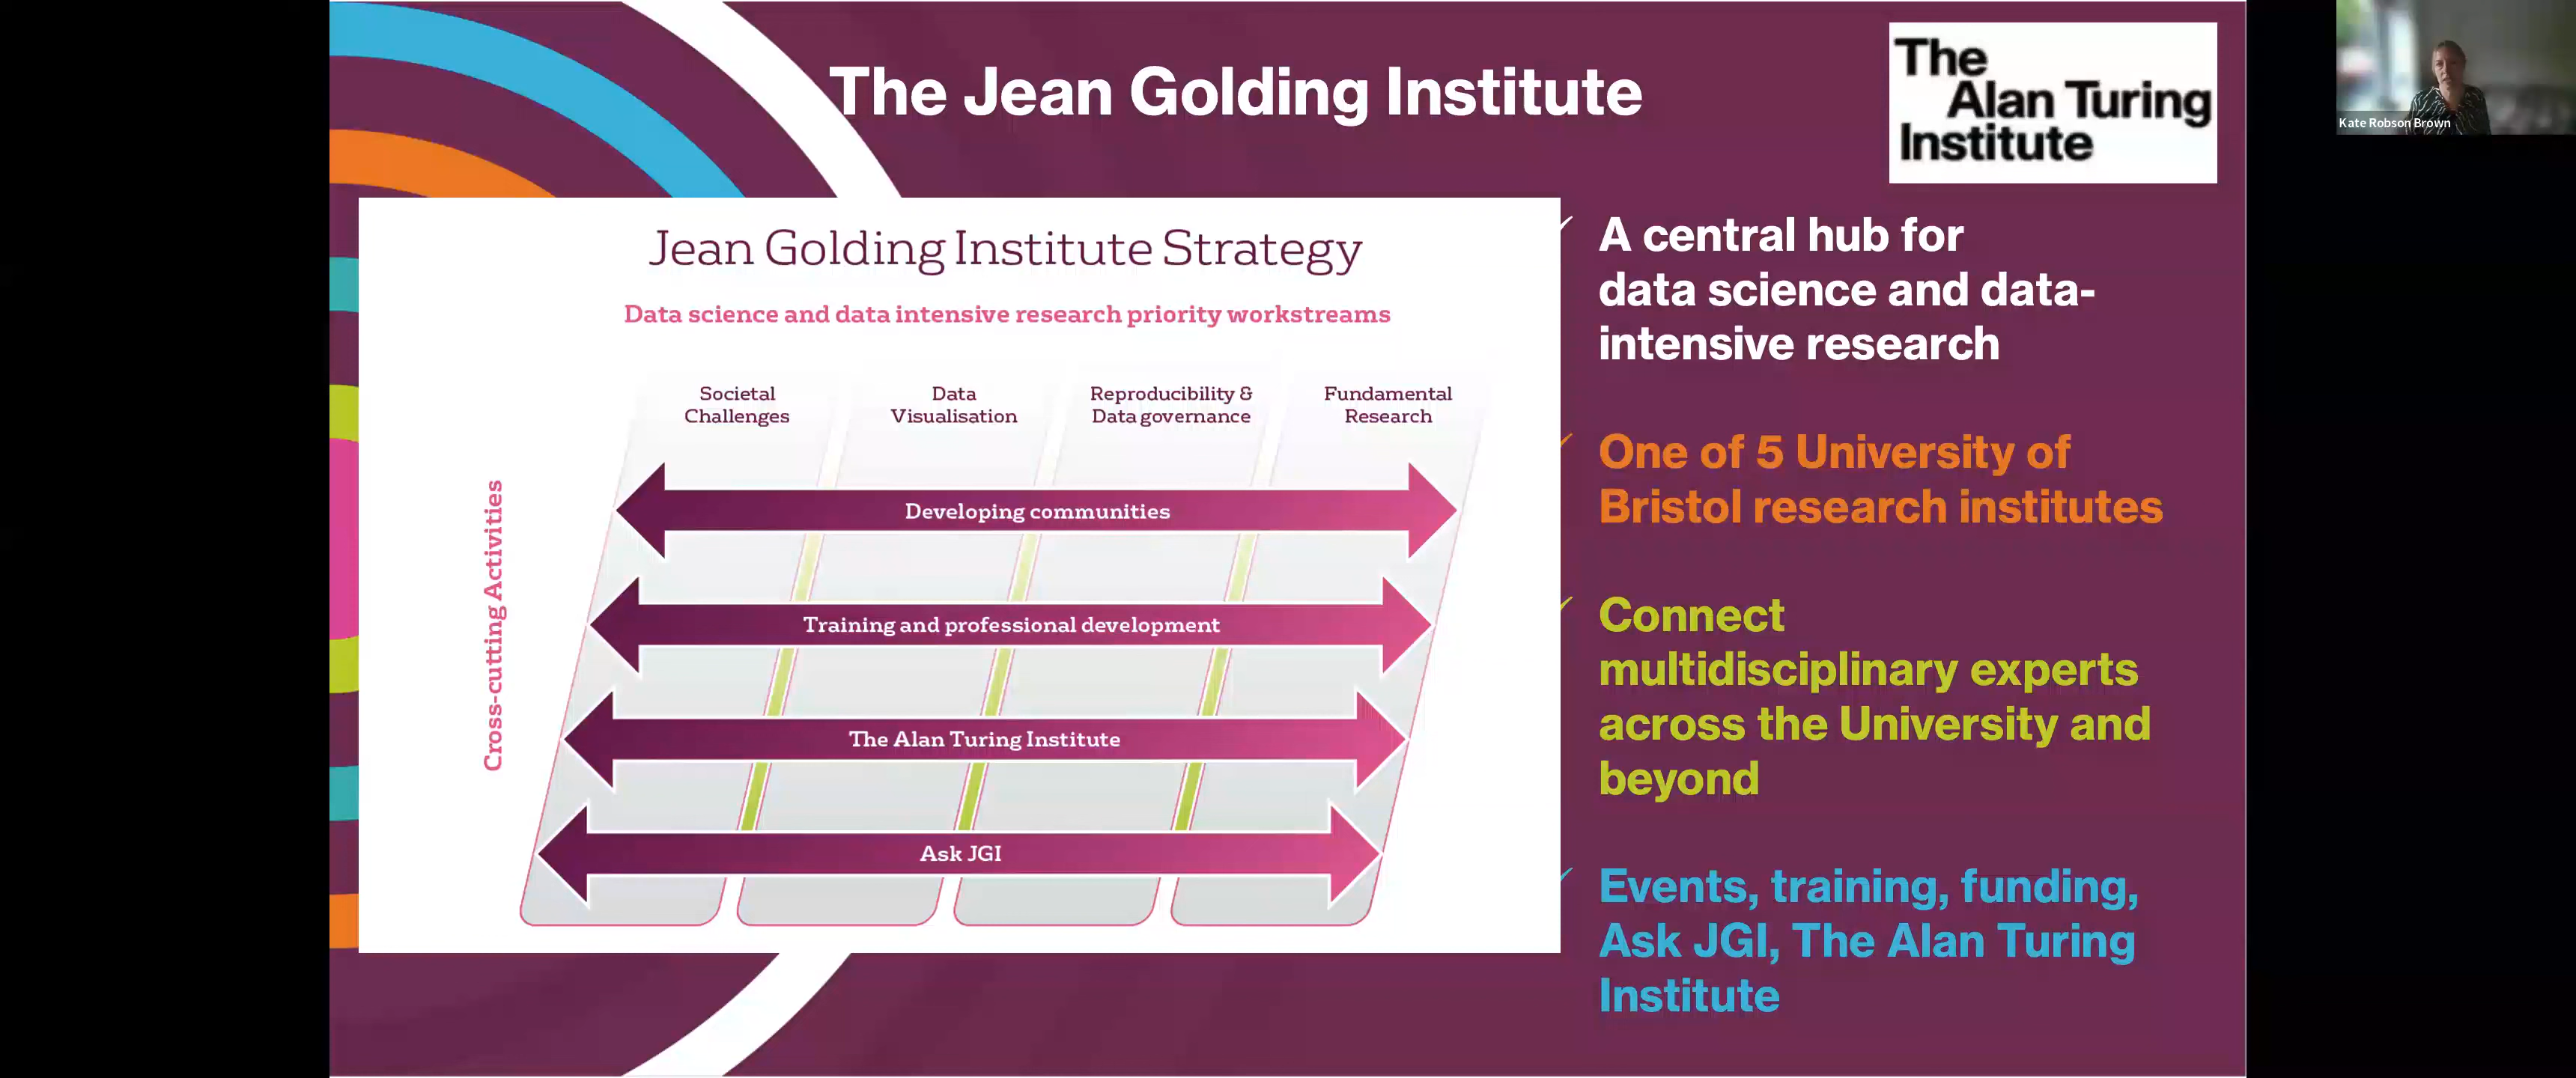 The Jean Golding Institute
The
Alan Turing
Institute
Kate Robson Brown
Jean Golding Institute Strategy
Data science and data intensive research priority workstreams
Societal
Challenges
Data
Visualisation
Reproducibility &
Data governance
Fundamental
Research
Cross-cutting Activities
Developing communities
Training and professional development
The Alan Turing Institute
Ask JGI
A central hub for
data science and data-
intensive research
One of 5 University of
Bristol research institutes
Connect
multidisciplinary experts
across the University and
beyond
Events, training, funding,
Ask JGI, The Alan Turing
Institute